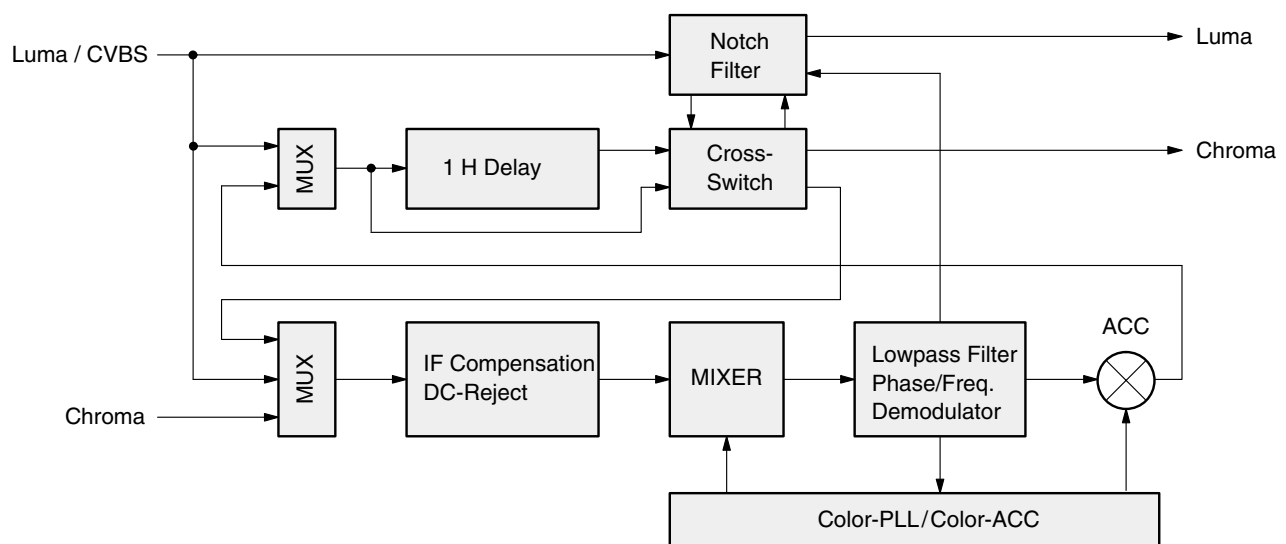 Luma / CVBS
Notch
Filter
Luma
MUX
1 H Delay
Cross-
Switch
Chroma
ACC
MUX
IF Compensation
DC-Reject
MIXER
Lowpass Filter
Phase/Freq.
Demodulator
Chroma
Color-PLL/Color-ACC